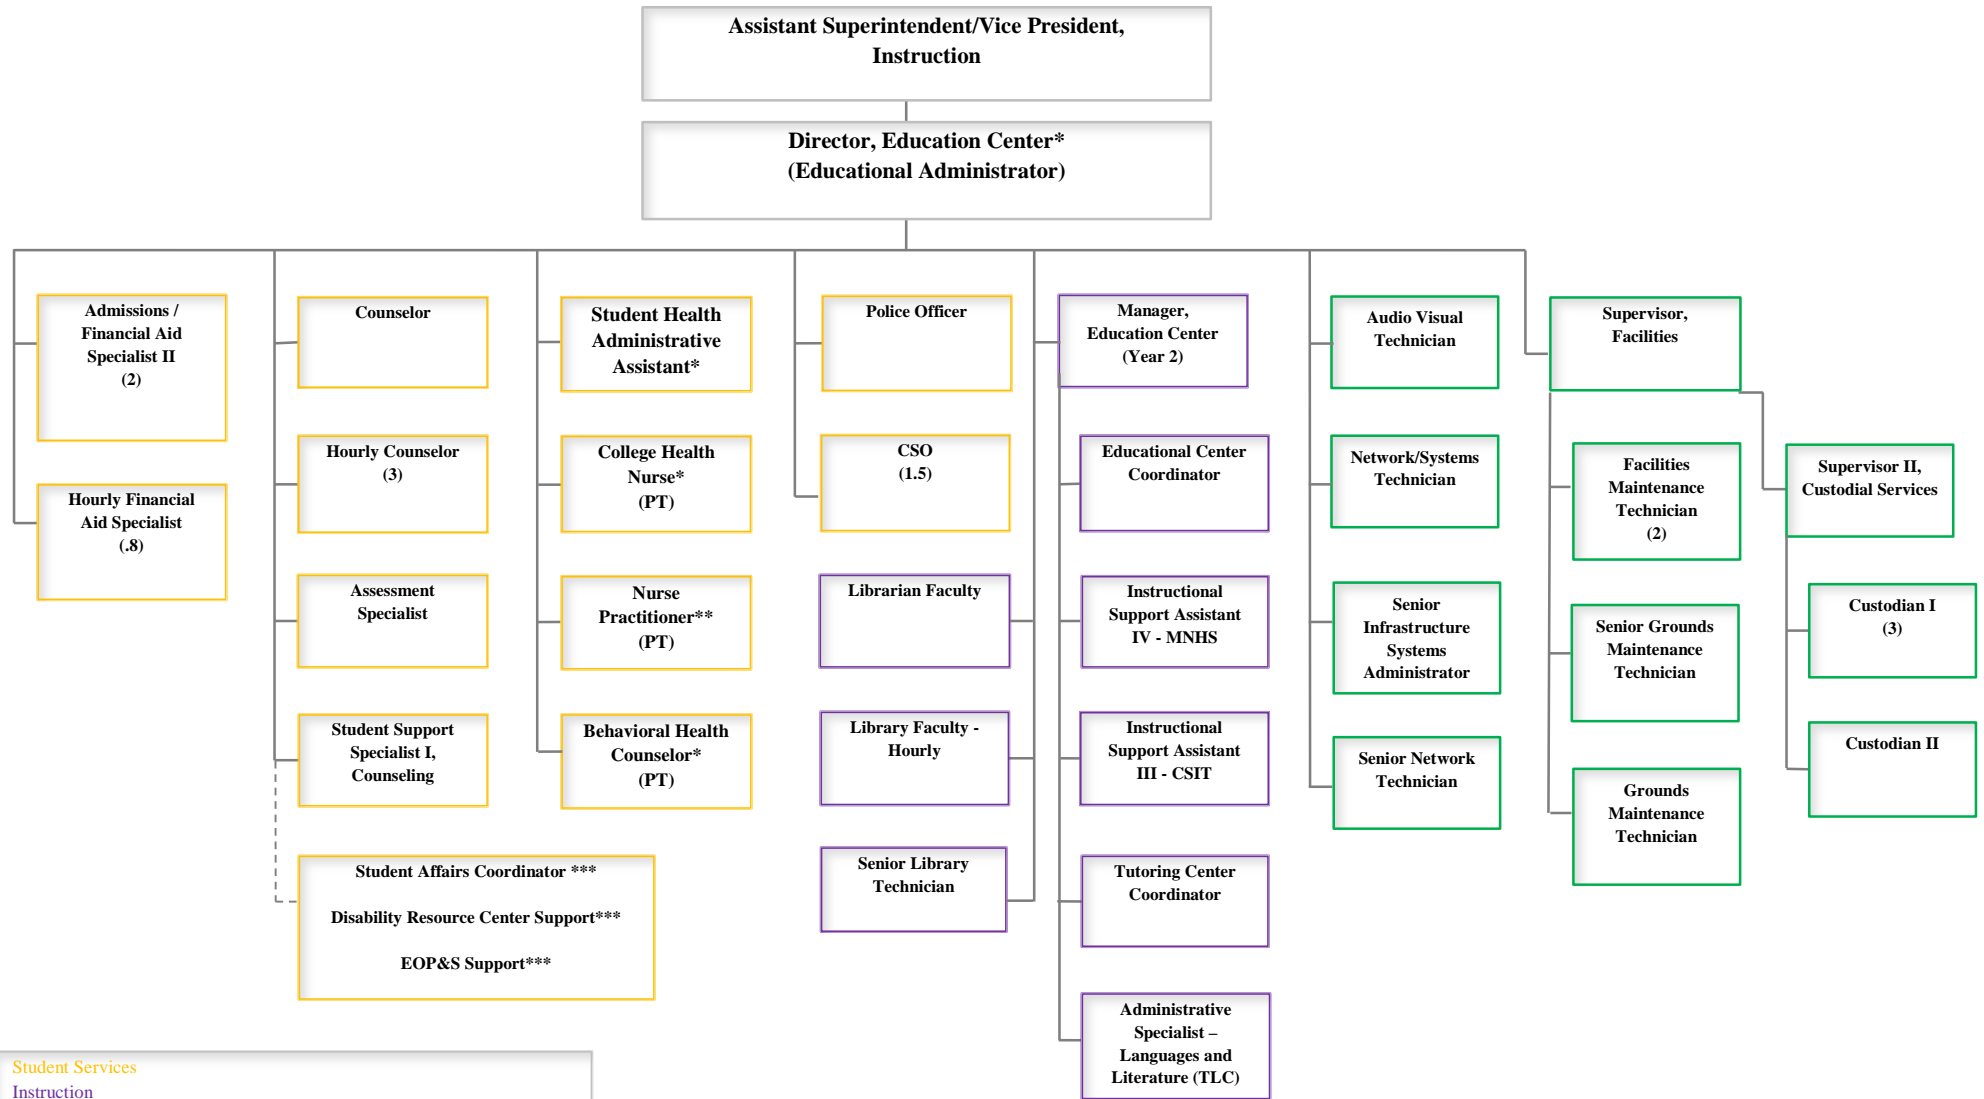 Assistant Superintendent/Vice President,
Instruction
Director, Education Center*
(Educational Administrator)
Admissions /
Financial Aid
Specialist II
(2)
Hourly Financial
Aid Specialist
(.8)
Counselor
Hourly Counselor
(3)
Assessment
Specialist
Student Support
Specialist I,
Counseling
Student Affairs Coordinator ***
Disability Resource Center Support***
EOP&S Support***
Student Health
Administrative
Assistant*
College Health
Nurse*
(PT)
Nurse
Practitioner**
(PT)
Behavioral Health
Counselor*
(PT)
Police Officer
CSO
(1.5)
Librarian Faculty
Library Faculty -
Hourly
Senior Library
Technician
Manager,
Education Center
(Year 2)
Educational Center
Coordinator
Instructional
Support Assistant
IV - MNHS
Instructional
Support Assistant
III - CSIT
Tutoring Center
Coordinator
Administrative
Specialist –
Languages and
Literature (TLC)
Audio Visual
Technician
Network/Systems
Technician
Senior
Infrastructure
Systems
Administrator
Senior Network
Technician
Supervisor,
Facilities
Facilities
Maintenance
Technician
(2)
Senior Grounds
Maintenance
Technician
Grounds
Maintenance
Technician
Supervisor II,
Custodial Services
Custodian I
(3)
Custodian II
Student Services
Instruction